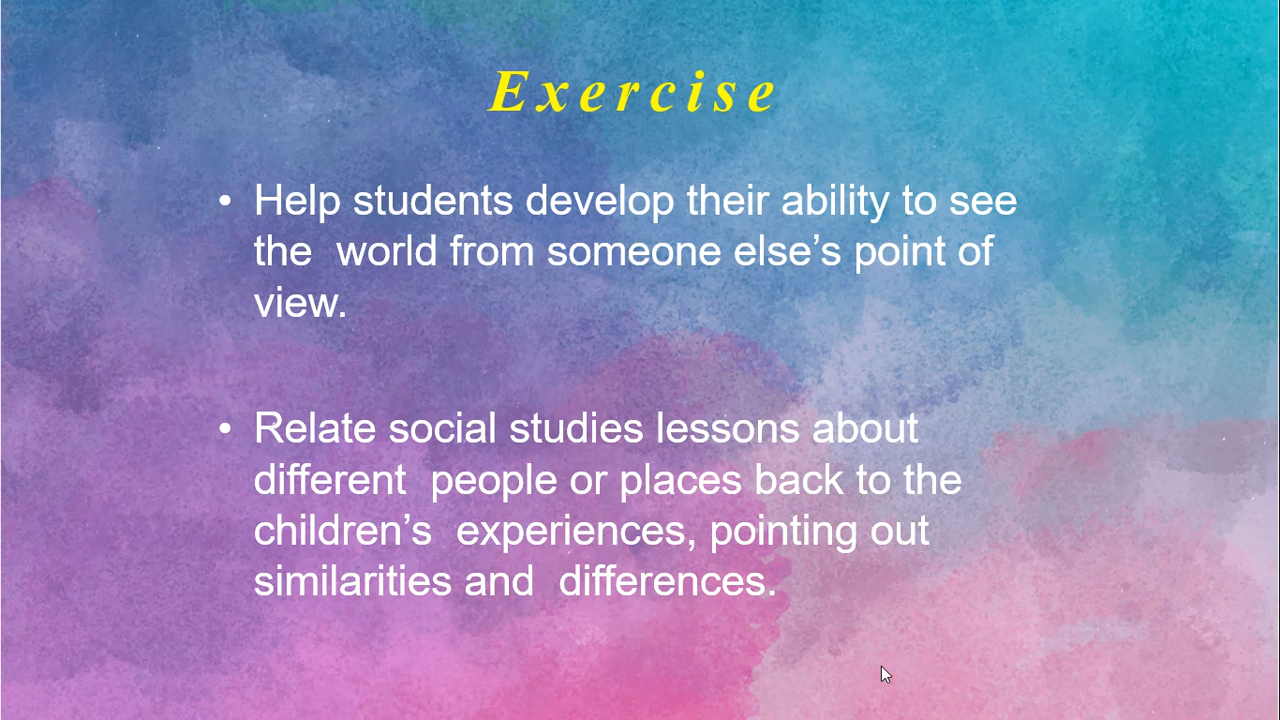 Exercise
• Help students develop their ability to see
the  world from someone else’s point of
view.
• Relate social studies lessons about
different  people or places back to the
children’s  experiences, pointing out
similarities and  differences.